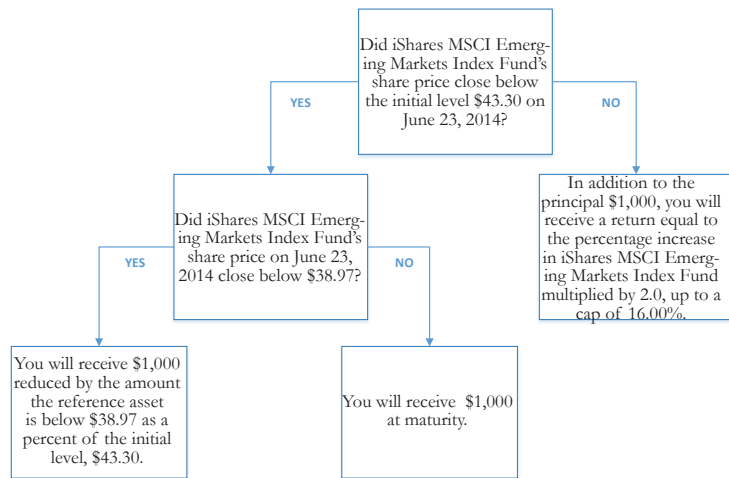 Did iShares MSCI Emerg-
ing Markets Index Fund's
share price close below
the initial level $43.30 on
June 23, 2014?
YES
NO
Did iShares MSCI Emerg-
ing Markets Index Fund's
share price on June 23,
2014 close below $38.97?
In addition to the
principal $1,000, you will
receive a return equal to
the percentage increase
in iShares MSCI Emerg-
ing Markets Index Fund
multiplied by 2.0, up to a
cap of 16.00%.
YES
NO
You will receive $1,000
reduced by the amount
the reference asset
is below $38.97 as a
percent of the initial
level, $43.30.
You will receive $1,000
at maturity.